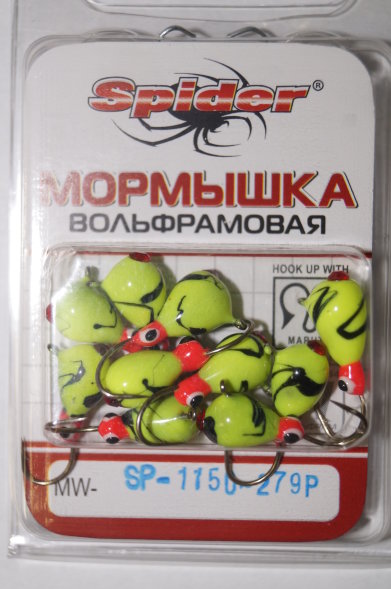 Spider®
МОРМЫШКА
ВОЛЬФРАМОВАЯ
HOOK UP WITH
MW- SP-1150-279P